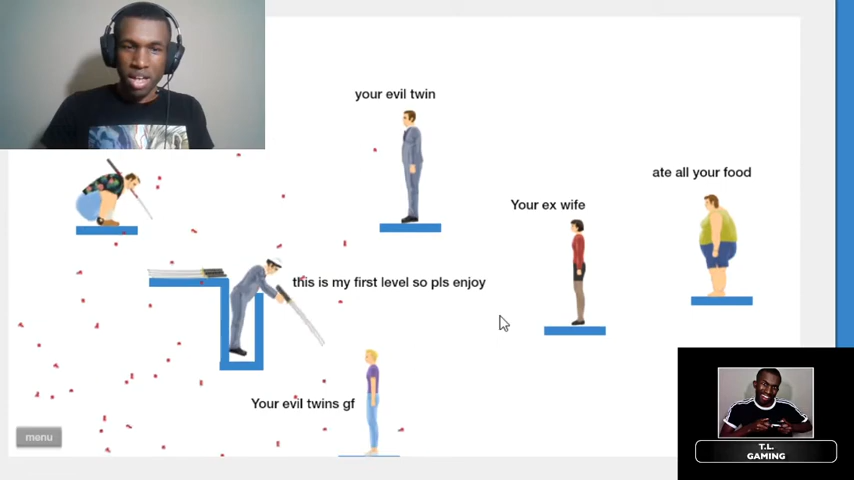 your evil twin
ate all your food
Your ex wife
this is my first level so pls enjoy
Your evil twins gf
menu
T.L.
GAMING